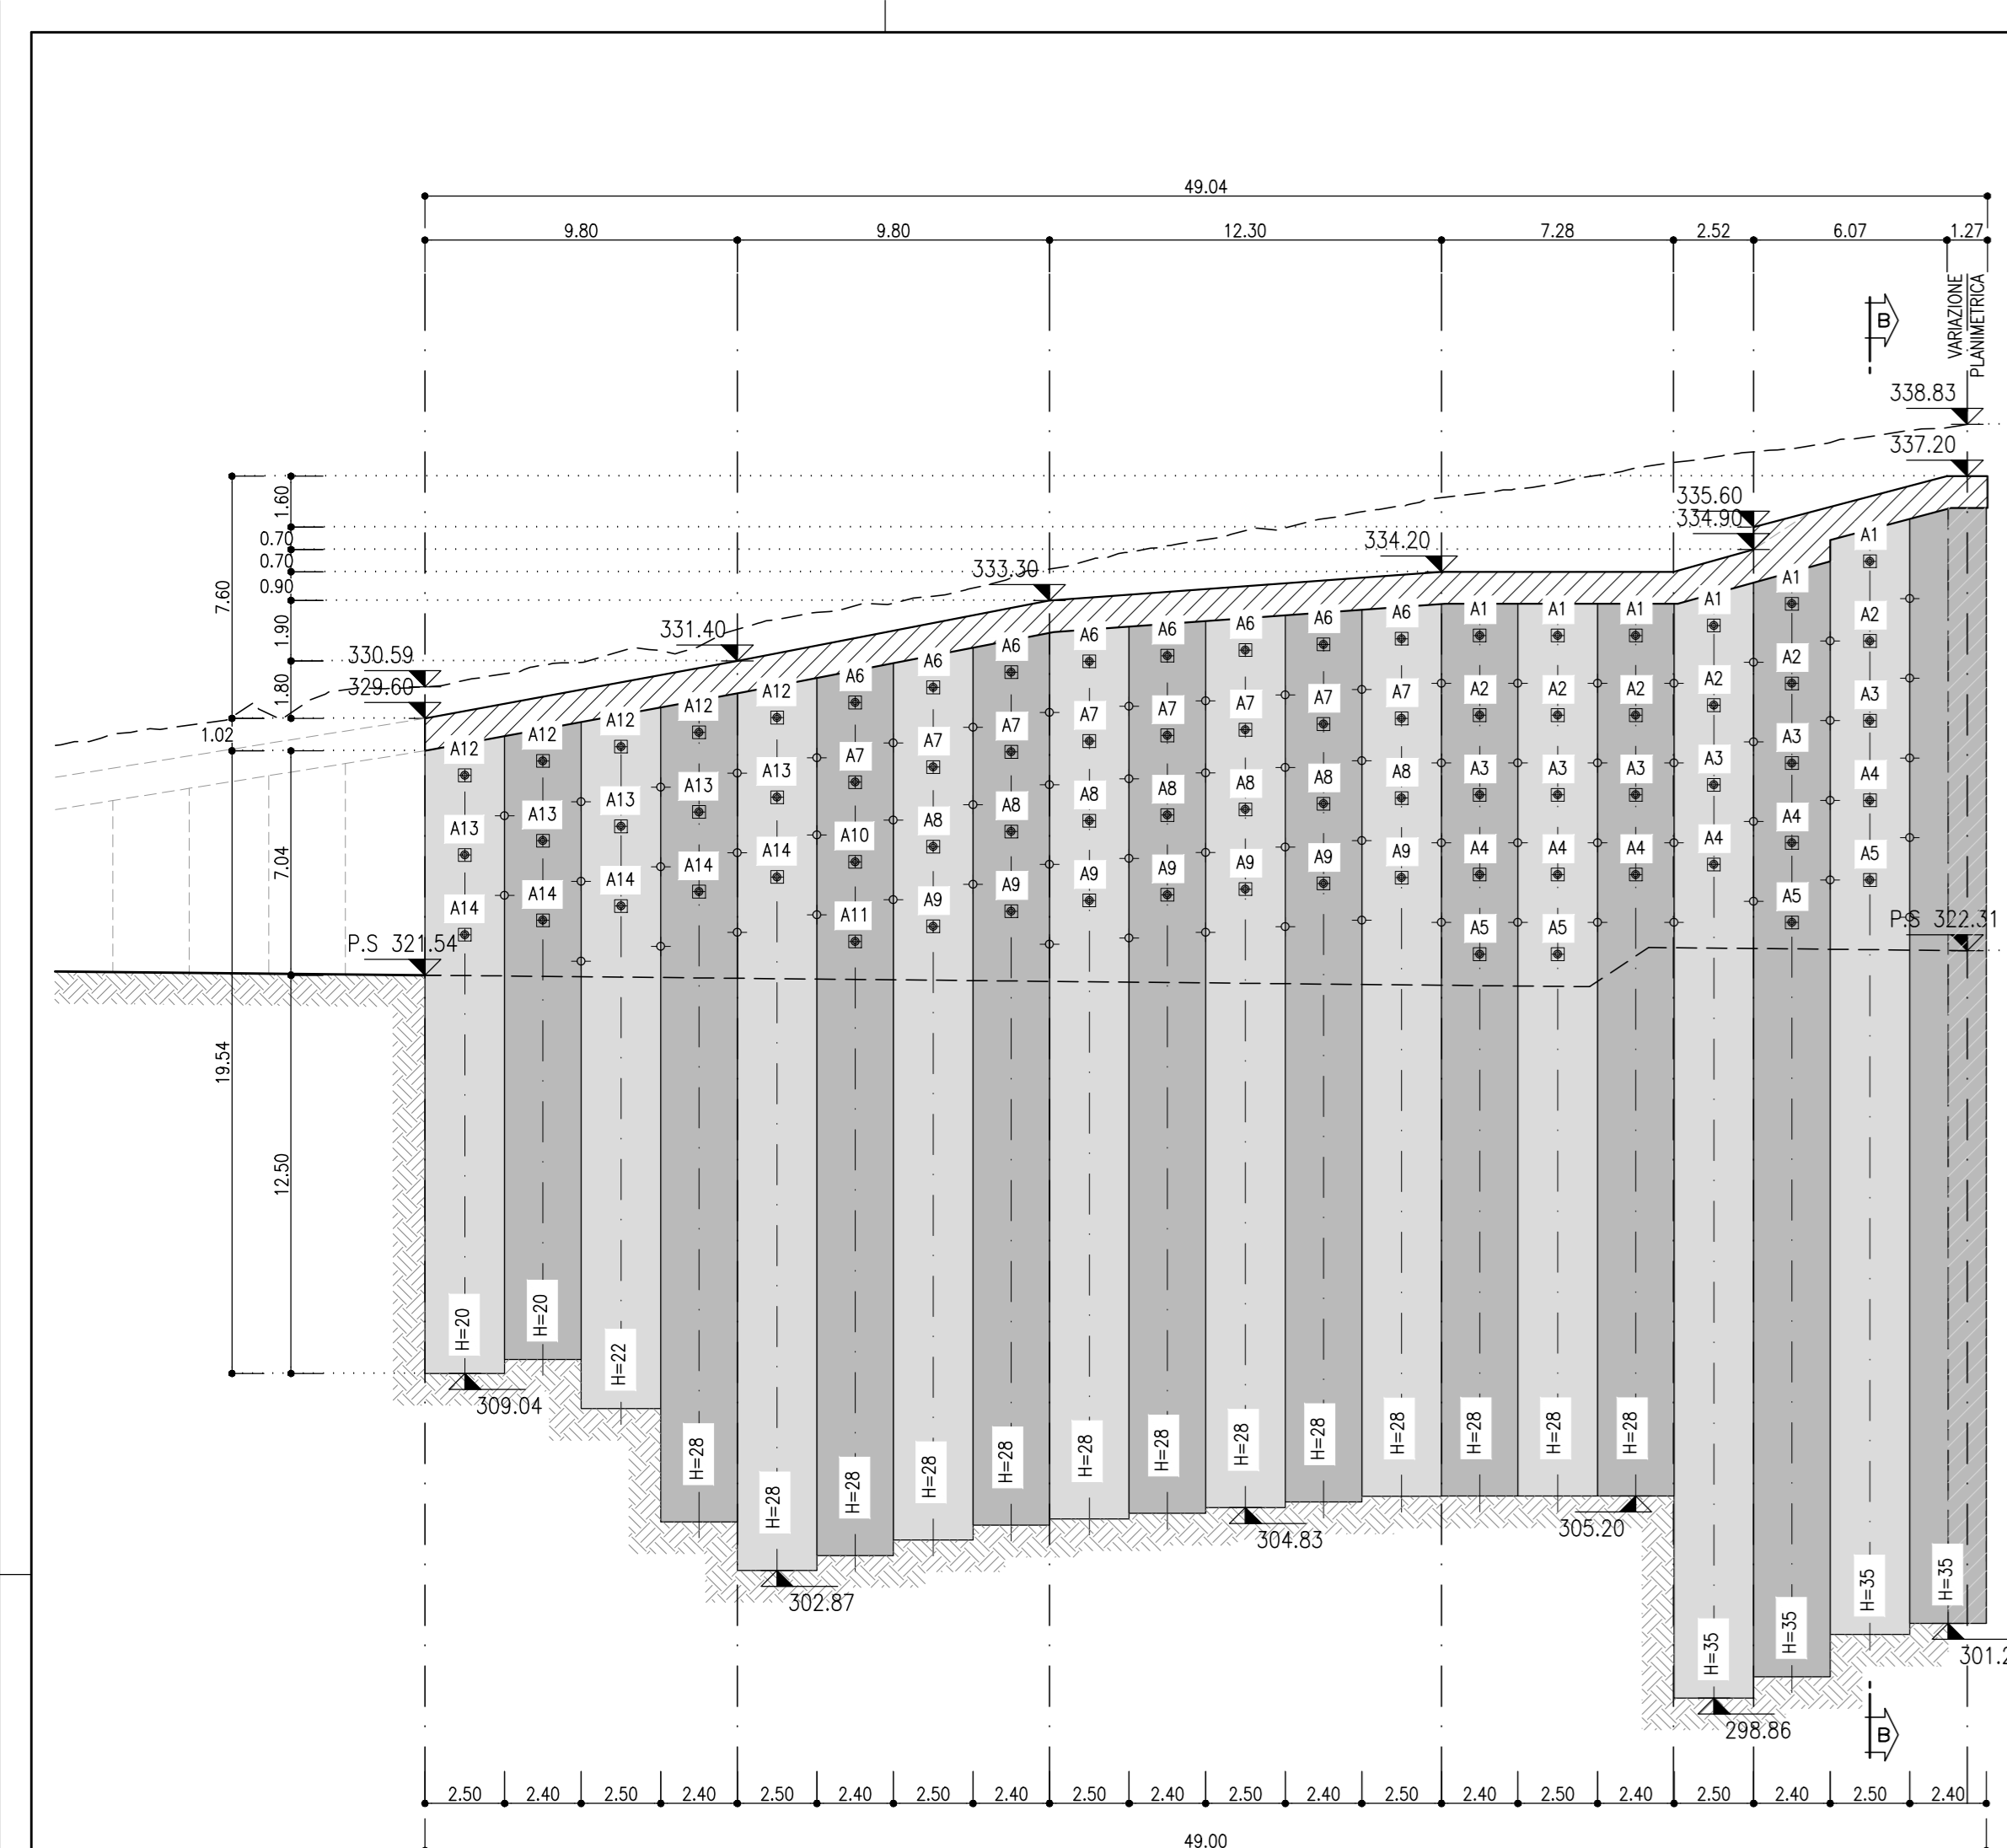 49.04
9.80 9.80 12.30 7.28 2.52 6.07 1.27
VARIAZIONE
PLANIMETRICA
B
338.83
337.20
335.60
334.90
334.20
333.30
331.40
330.59
329.60
1.60
0.70
0.70
0.90
1.90
1.80
7.60
1.02
7.04
19.54
12.50
P.S 321.54
P.S 322.31
A12 A13 A14
A12 A13 A14
A12 A13 A14
A12 A13 A14
A12 A13 A14
A6 A7 A10 A11
A6 A7 A8 A9
A6 A7 A8 A9
A6 A7 A8 A9
A6 A7 A8 A9
A6 A7 A8 A9
A6 A7 A8 A9
A6 A7 A8 A9
A1 A2 A3 A4 A5
A1 A2 A3 A4 A5
A1 A2 A3 A4
A1 A2 A3 A4
A1 A2 A3 A4 A5
A1 A2 A3 A4 A5
H=20 H=20 H=22 H=28 H=28 H=28 H=28 H=28 H=28 H=28 H=28 H=28 H=28 H=28 H=28 H=28 H=35 H=35 H=35 H=35
309.04
302.87
304.83
305.20
298.86
301.2
B
2.50 2.40 2.50 2.40 2.50 2.40 2.50 2.40 2.50 2.40 2.50 2.40 2.50 2.40 2.50 2.40 2.50 2.40 2.50 2.40
49.00